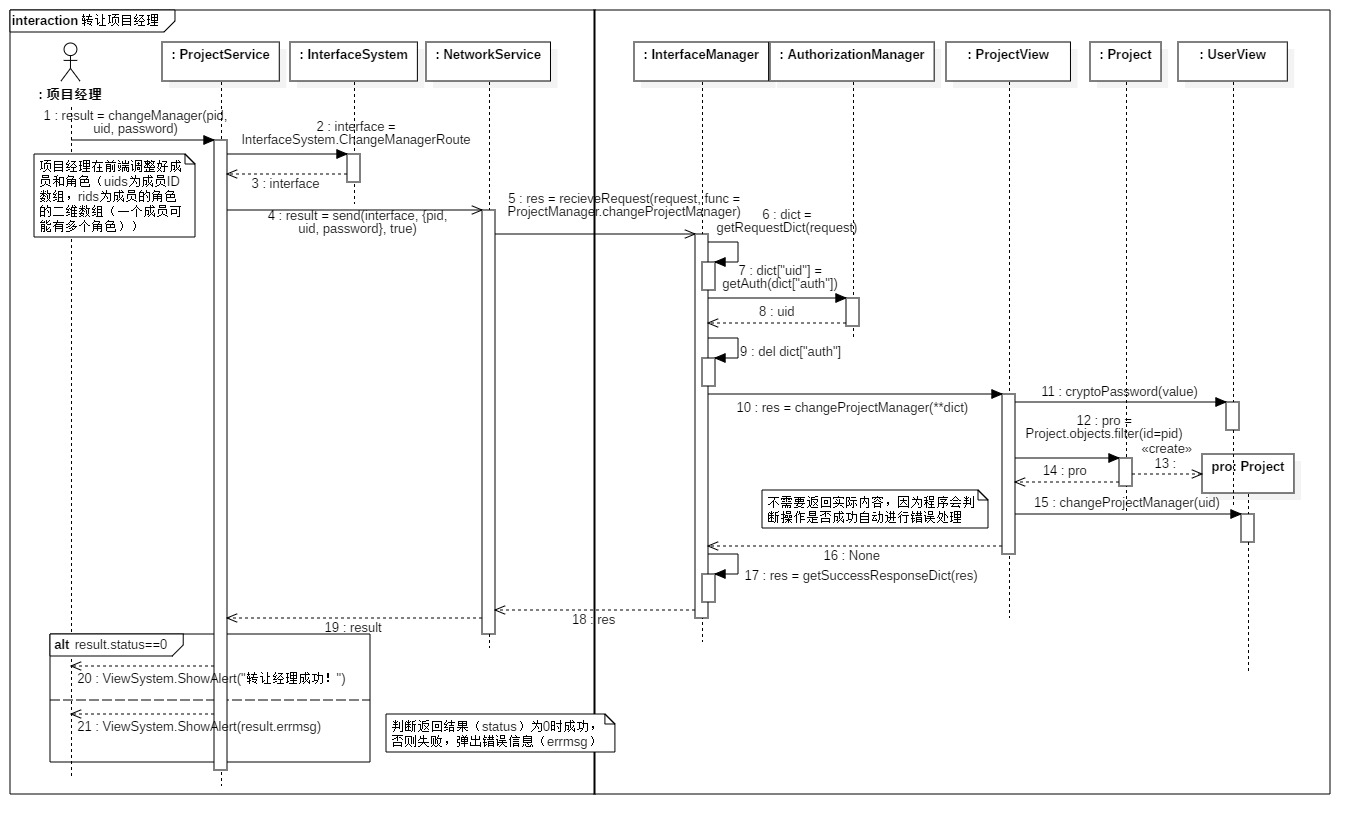 interaction 转让项目经理
: ProjectService
: InterfaceSystem
: NetworkService
: InterfaceManager
: AuthorizationManager
: ProjectView
: Project
: UserView
: 项目经理
1 : result = changeManager(pid,
uid, password)
2 : interface =
InterfaceSystem.ChangeManagerRoute
3 : interface
项目经理在前端调整好成
员和角色（uids为成员ID
数组，rids为成员的角色
的二维数组（一个成员可
能有多个角色））
4 : result = send(interface, {pid,
uid, password}, true)
5 : res = recieveRequest(request, func =
ProjectManager.changeProjectManager)
6 : dict =
getRequestDict(request)
7 : dict["uid"] =
getAuth(dict["auth"])
8 : uid
9 : del dict["auth"]
10 : res = changeProjectManager(**dict)
11 : cryptoPassword(value)
12 : pro =
Project.objects.filter(id=pid)
«create»
13 :
pro: Project
14 : pro
15 : changeProjectManager(uid)
不需要返回实际内容，因为程序会判
断操作是否成功自动进行错误处理
16 : None
17 : res = getSuccessResponseDict(res)
18 : res
19 : result
alt result.status==0
20 : ViewSystem.ShowAlert("转让经理成功！")
21 : ViewSystem.ShowAlert(result.errmsg)
判断返回结果（status）为0时成功，
否则失败，弹出错误信息（errmsg）